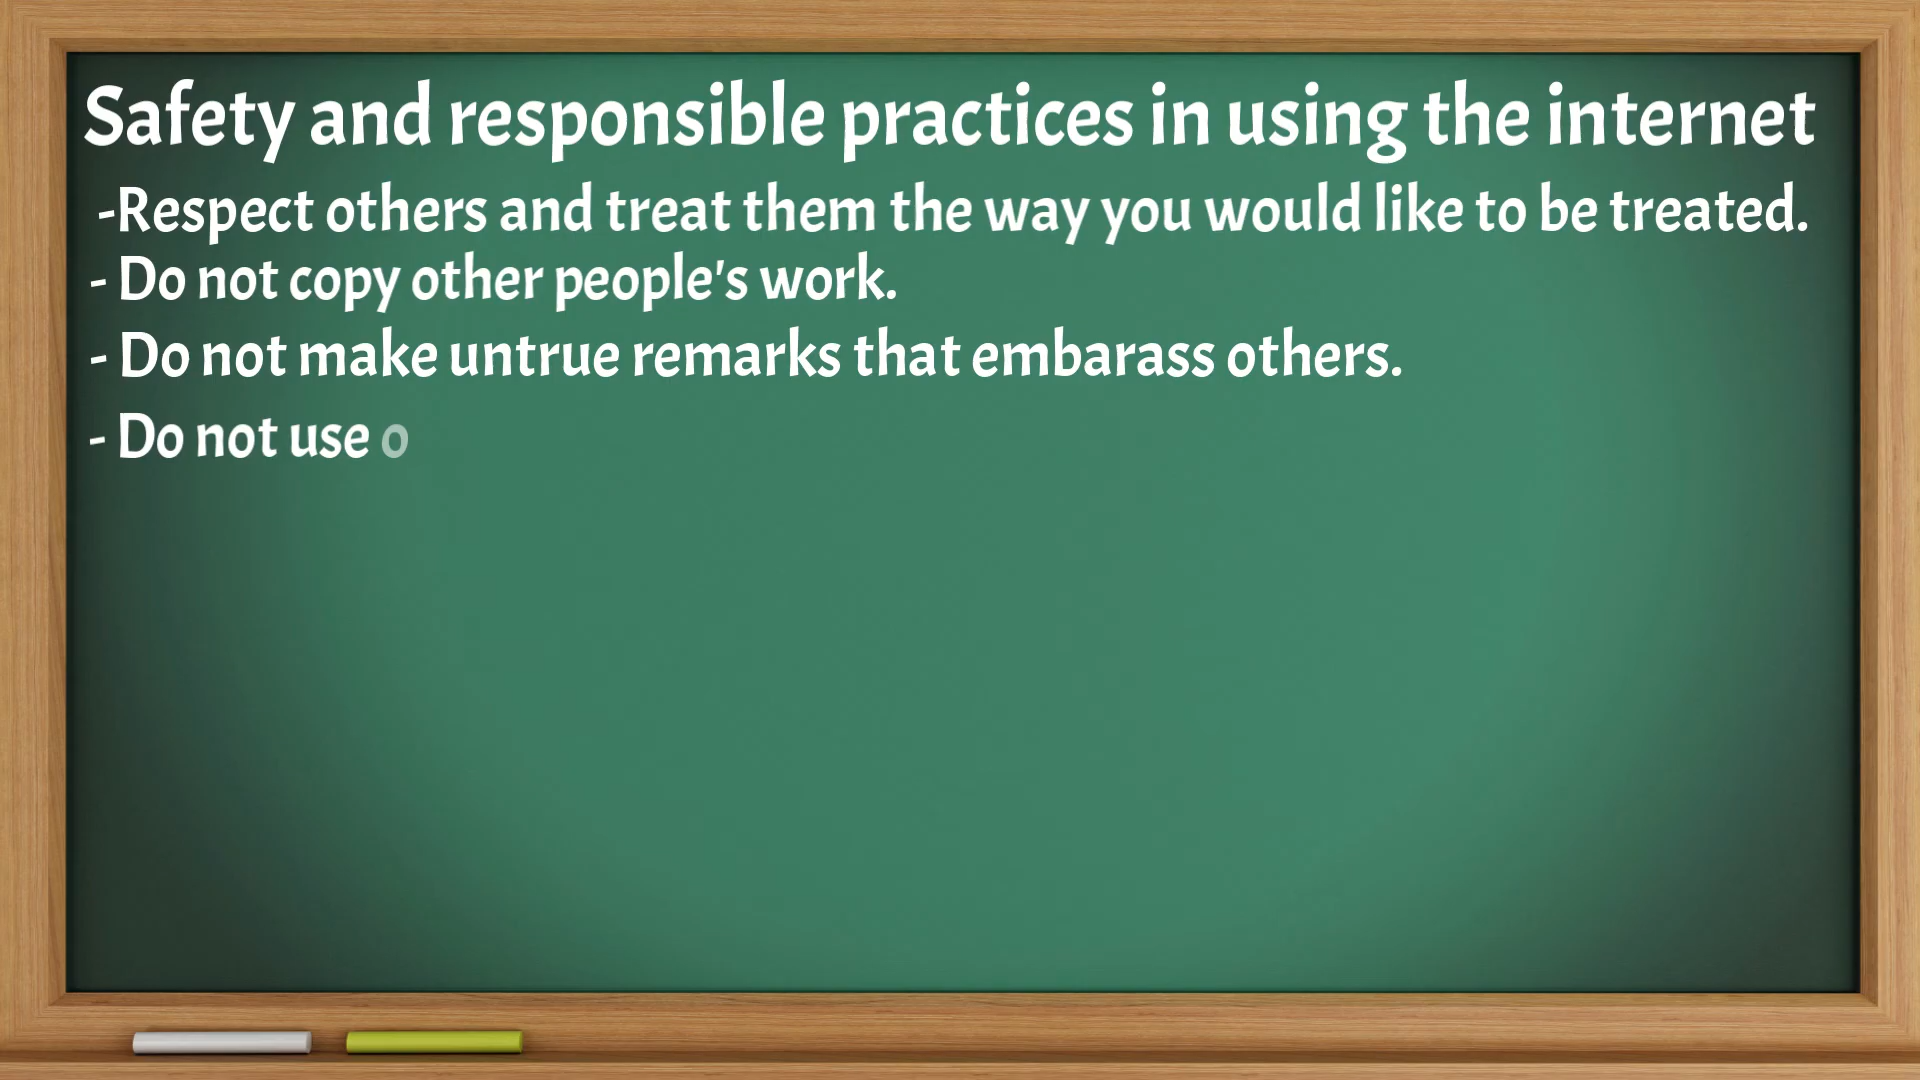 Safety and responsible practices in using the internet
-Respect others and treat them the way you would like to be treated.
- Do not copy other people's work.
- Do not make untrue remarks that embarass others.
- Do not use o